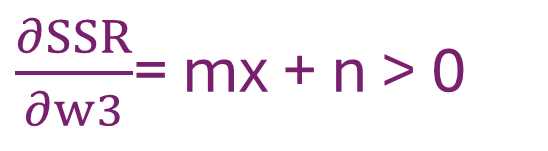 ∂SSR/∂w3 = mx + n > 0